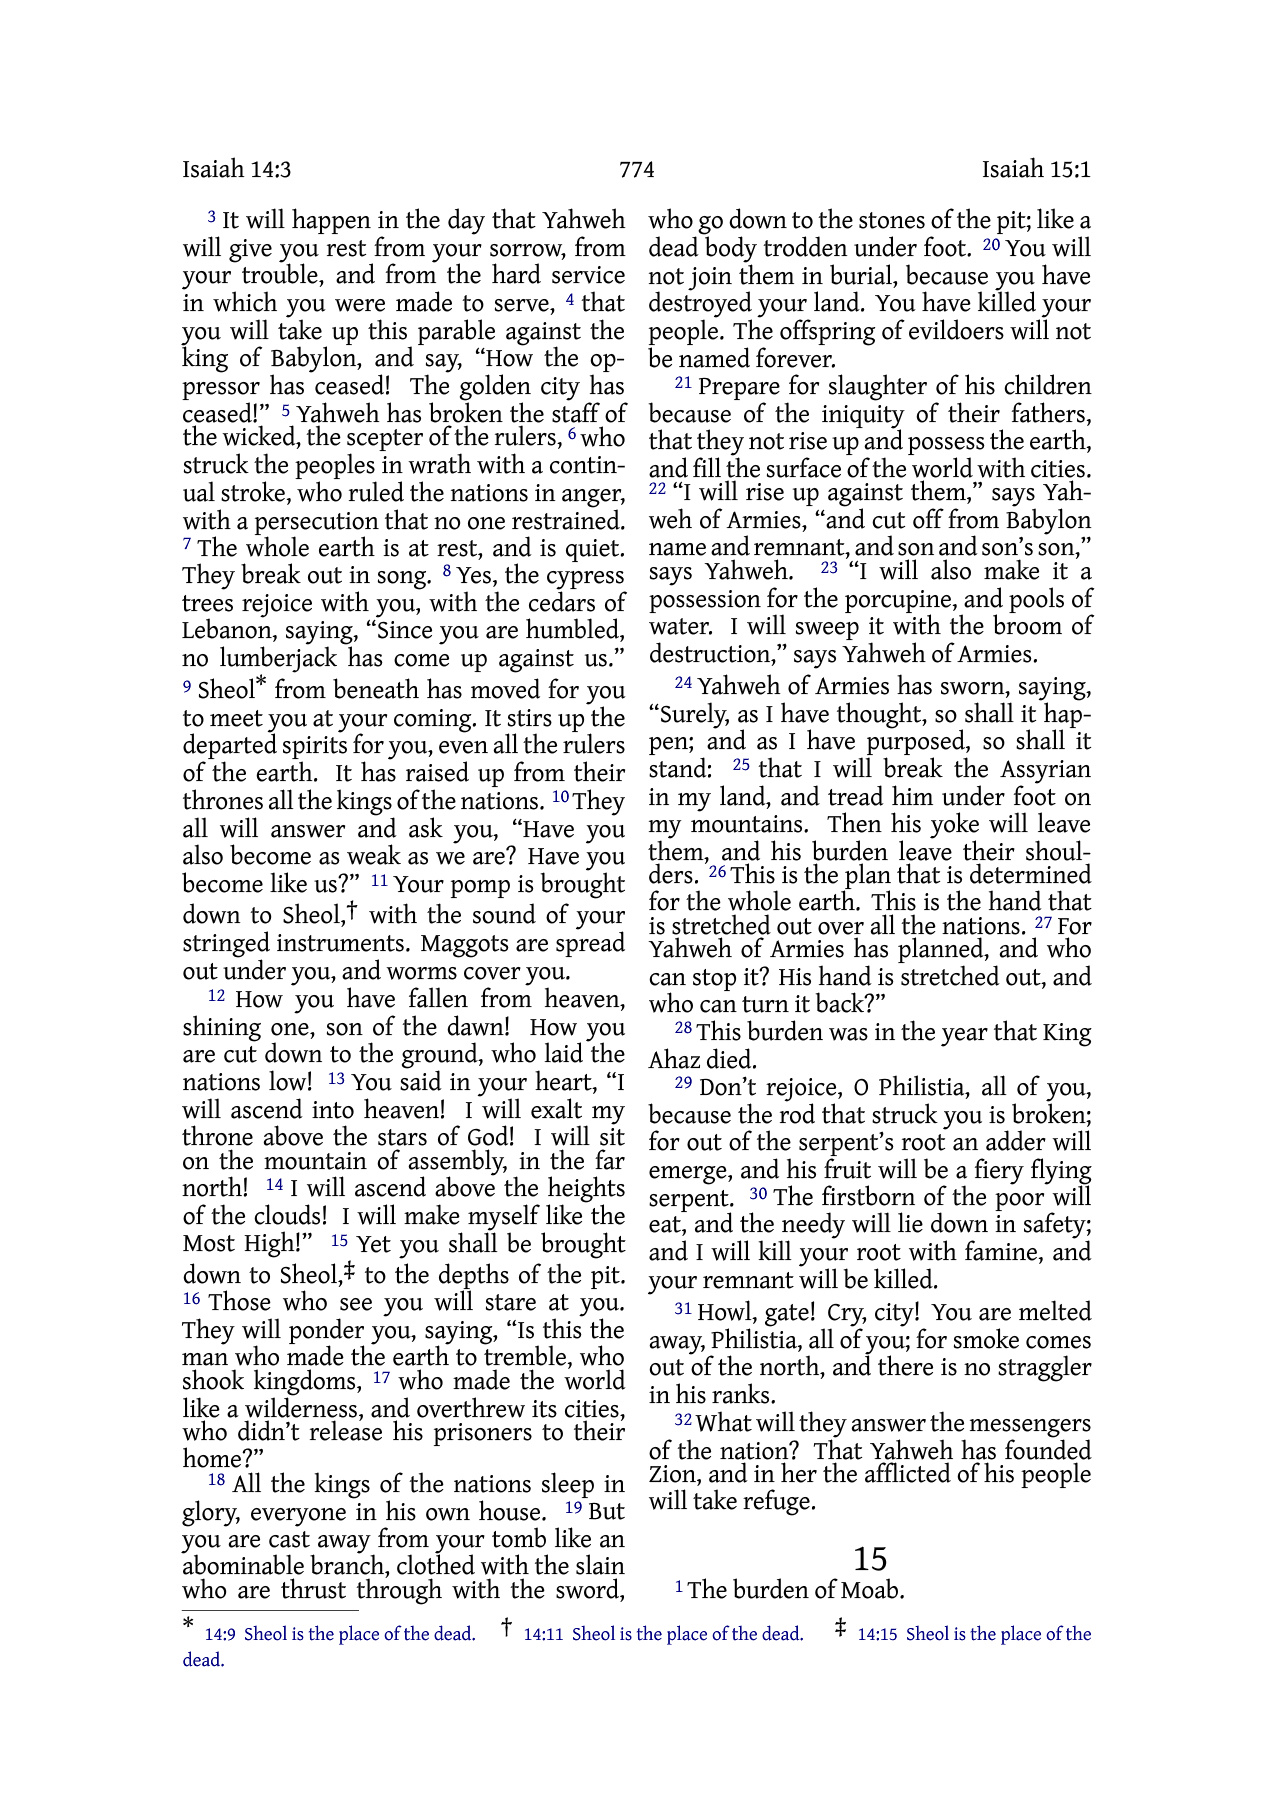 Isaiah 14:3 774 Isaiah 15:1
3 It will happen in the day that Yahweh
will give you rest from your sorrow, from
your trouble, and from the hard service
in which you were made to serve, 4 that
you will take up this parable against the
king of Babylon, and say, “How the op-
pressor has ceased! The golden city has
ceased!” 5 Yahweh has broken the staff of
the wicked, the scepter of the rulers, 6 who
struck the peoples in wrath with a contin-
ual stroke, who ruled the nations in anger,
with a persecution that no one restrained.
7 The whole earth is at rest, and is quiet.
They break out in song. 8 Yes, the cypress
trees rejoice with you, with the cedars of
Lebanon, saying, “Since you are humbled,
no lumberjack has come up against us.”
9 Sheol* from beneath has moved for you
to meet you at your coming. It stirs up the
departed spirits for you, even all the rulers
of the earth. It has raised up from their
thrones all the kings of the nations. 10 They
all will answer and ask you, “Have you
also become as weak as we are? Have you
become like us?” 11 Your pomp is brought
down to Sheol,† with the sound of your
stringed instruments. Maggots are spread
out under you, and worms cover you.
12 How you have fallen from heaven,
shining one, son of the dawn! How you
are cut down to the ground, who laid the
nations low! 13 You said in your heart, “I
will ascend into heaven! I will exalt my
throne above the stars of God! I will sit
on the mountain of assembly, in the far
north! 14 I will ascend above the heights
of the clouds! I will make myself like the
Most High!” 15 Yet you shall be brought
down to Sheol,‡ to the depths of the pit.
16 Those who see you will stare at you.
They will ponder you, saying, “Is this the
man who made the earth to tremble, who
shook kingdoms, 17 who made the world
like a wilderness, and overthrew its cities,
who didn’t release his prisoners to their
home?”
18 All the kings of the nations sleep in
glory, everyone in his own house. 19 But
you are cast away from your tomb like an
abominable branch, clothed with the slain
who are thrust through with the sword,
who go down to the stones of the pit; like a
dead body trodden under foot. 20 You will
not join them in burial, because you have
destroyed your land. You have killed your
people. The offspring of evildoers will not
be named forever.
21 Prepare for slaughter of his children
because of the iniquity of their fathers,
that they not rise up and possess the earth,
and fill the surface of the world with cities.
22 “I will rise up against them,” says Yah-
weh of Armies, “and cut off from Babylon
name and remnant, and son and son’s son,”
says Yahweh. 23 “I will also make it a
possession for the porcupine, and pools of
water. I will sweep it with the broom of
destruction,” says Yahweh of Armies.
24 Yahweh of Armies has sworn, saying,
“Surely, as I have thought, so shall it hap-
pen; and as I have purposed, so shall it
stand: 25 that I will break the Assyrian
in my land, and tread him under foot on
my mountains. Then his yoke will leave
them, and his burden leave their shoul-
ders. 26 This is the plan that is determined
for the whole earth. This is the hand that
is stretched out over all the nations. 27 For
Yahweh of Armies has planned, and who
can stop it? His hand is stretched out, and
who can turn it back?”
28 This burden was in the year that King
Ahaz died.
29 Don’t rejoice, O Philistia, all of you,
because the rod that struck you is broken;
for out of the serpent’s root an adder will
emerge, and his fruit will be a fiery flying
serpent. 30 The firstborn of the poor will
eat, and the needy will lie down in safety;
and I will kill your root with famine, and
your remnant will be killed.
31 Howl, gate! Cry, city! You are melted
away, Philistia, all of you; for smoke comes
out of the north, and there is no straggler
in his ranks.
32 What will they answer the messengers
of the nation? That Yahweh has founded
Zion, and in her the afflicted of his people
will take refuge.
15
1 The burden of Moab.
* 14:9 Sheol is the place of the dead. † 14:11 Sheol is the place of the dead. ‡ 14:15 Sheol is the place of the
dead.